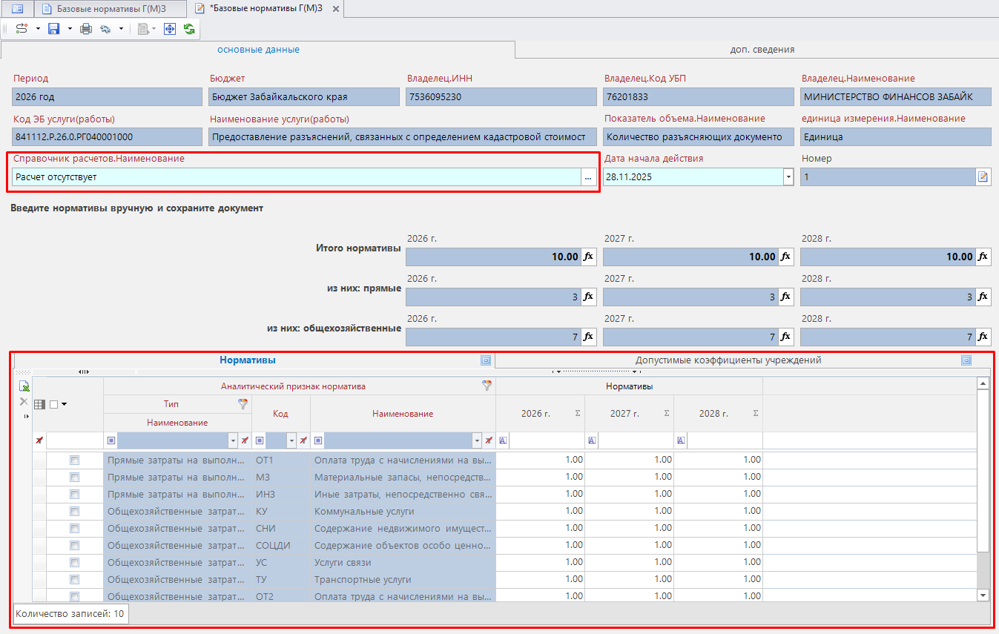 Базовые нормативы Г(М)З
*Базовые нормативы Г(М)З
основные данные
доп. сведения
Период
Бюджет
Владелец.ИНН
Владелец.Код УБП
Владелец.Наименование
2026 год
Бюджет Забайкальского края
7536095230
76201833
МИНИСТЕРСТВО ФИНАНСОВ ЗАБАЙК
Код ЭБ услуги(работы)
Наименование услуги(работы)
Показатель объема.Наименование
единица измерения.Наименование
841112.Р.26.0.РГ040001000
Предоставление разъяснений, связанных с определением кадастровой стоимост
Количество разъясняющих документо
Единица
Справочник расчетов.Наименование
Дата начала действия
Номер
Расчет отсутствует
...
28.11.2025
1
Введите нормативы вручную и сохраните документ
2026 г.
2027 г.
2028 г.
Итого нормативы
10.00 fx
10.00 fx
10.00 fx
2026 г.
2027 г.
2028 г.
из них: прямые
3 fx
3 fx
3 fx
2026 г.
2027 г.
2028 г.
из них: общехозяйственные
7 fx
7 fx
7 fx
Нормативы
Допустимые коэффициенты учреждений
Аналитический признак норматива
Нормативы
Тип
Наименование
Код
Наименование
2026 г. Σ
2027 г. Σ
2028 г. Σ
Прямые затраты на выполн... ОТ1 Оплата труда с начислениями на вы... 1.00 1.00 1.00
Прямые затраты на выполн... МЗ Материальные запасы, непосредств... 1.00 1.00 1.00
Прямые затраты на выполн... ИНЗ Иные затраты, непосредственно свя... 1.00 1.00 1.00
Общехозяйственные затрат... КУ Коммунальные услуги 1.00 1.00 1.00
Общехозяйственные затрат... СНИ Содержание недвижимого имущест... 1.00 1.00 1.00
Общехозяйственные затрат... СОЦДИ Содержание объектов особо ценно... 1.00 1.00 1.00
Общехозяйственные затрат... УС Услуги связи 1.00 1.00 1.00
Общехозяйственные затрат... ТУ Транспортные услуги 1.00 1.00 1.00
Общехозяйственные затрат... ОТ2 Оплата труда с начислениями на вы... 1.00 1.00 1.00
Количество записей: 10